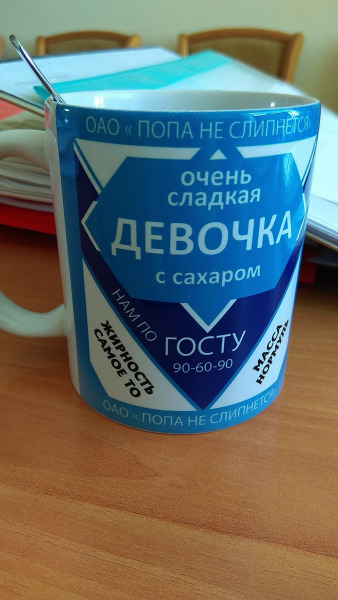 ОАО « ПОПА НЕ СЛИПНЕТСЯ»
очень
сладкая
ДЕВОЧКА
с сахаром
НАМ ПО
ГОСТУ
90-60-90
ЖИРНОСТЬ
САМОЕ ТО
МАССА
НОРМУЛЬ
ОАО « ПОПА НЕ СЛИПНЕТСЯ»